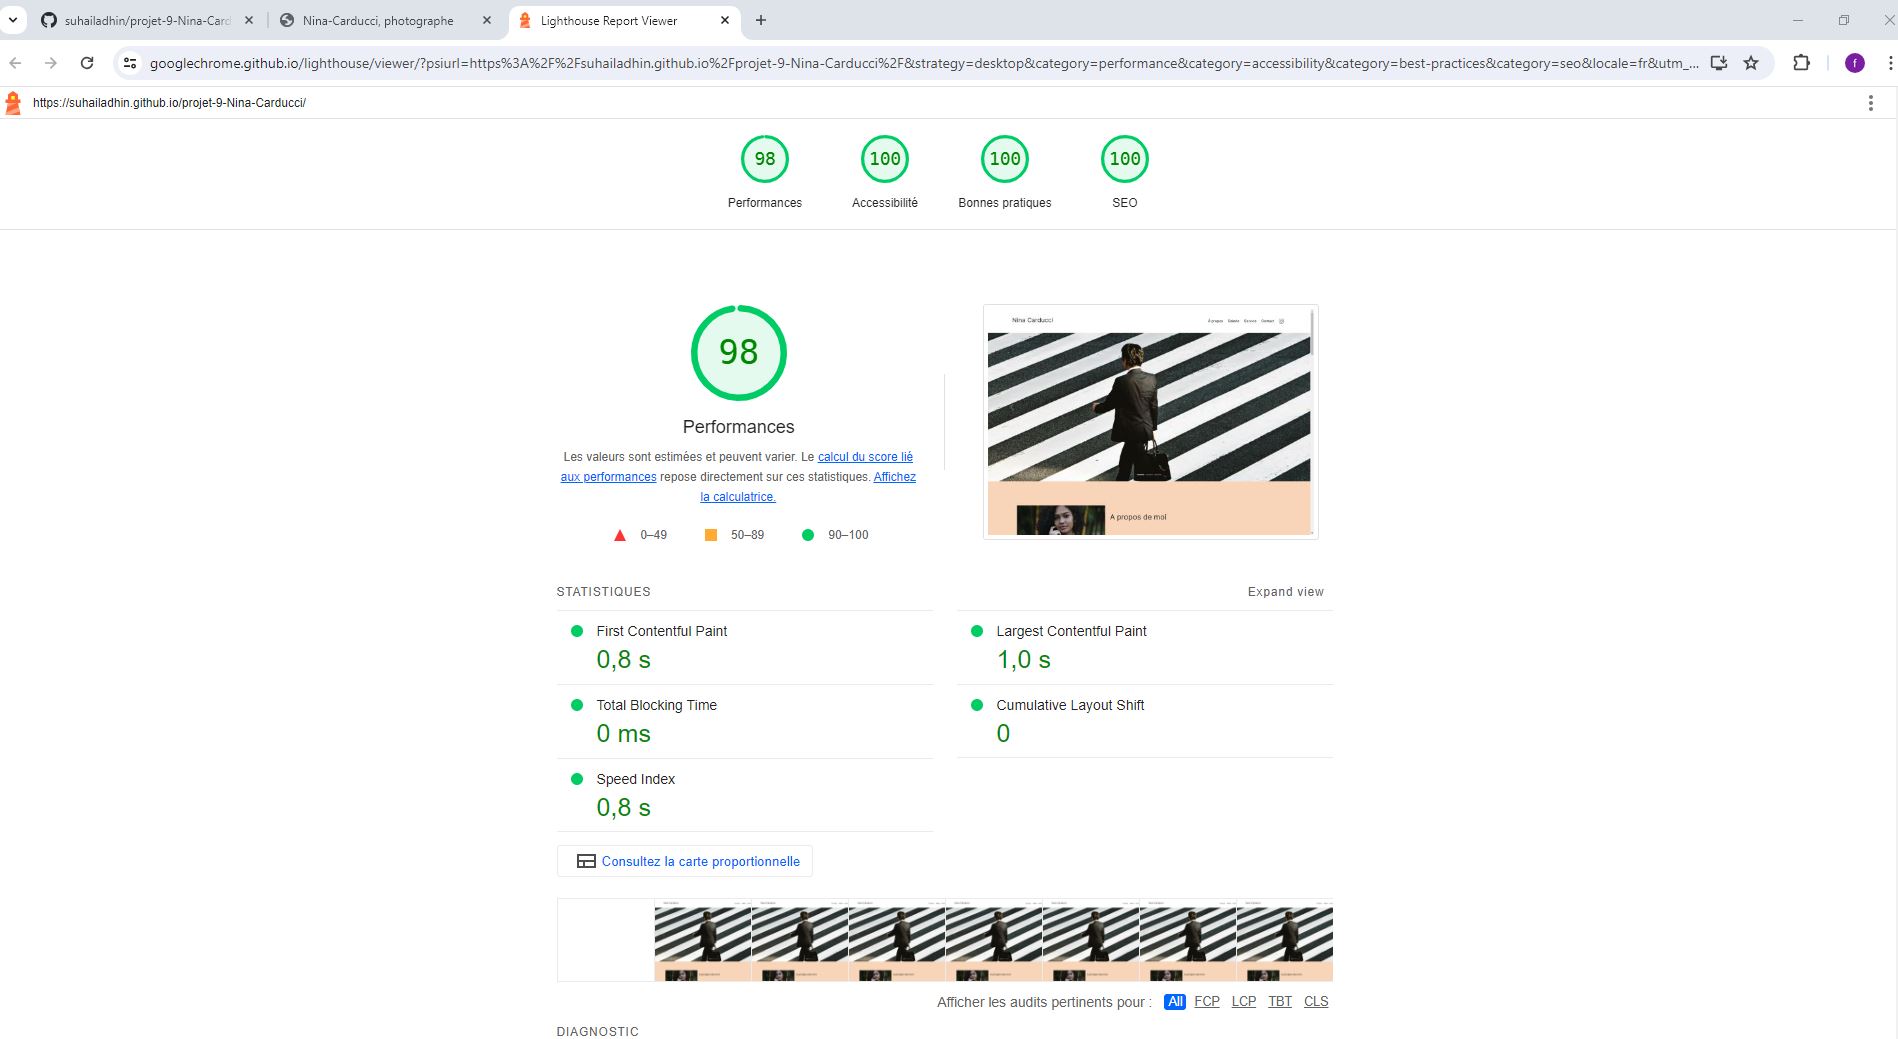 suhailadhin/projet-9-Nina-Card
Nina-Carducci, photographe
Lighthouse Report Viewer
googlechrome.github.io/lighthouse/viewer/?psiurl=https%3A%2F%2Fsuhailadhin.github.io%2Fprojet-9-Nina-Carducci%2F&strategy=desktop&category=performance&category=accessibility&category=best-practices&category=seo&locale=fr&utm_...
f
https://suhailadhin.github.io/projet-9-Nina-Carducci/
98
100
100
100
Performances
Accessibilité
Bonnes pratiques
SEO
98
Performances
Les valeurs sont estimées et peuvent varier. Le calcul du score lié
aux performances repose directement sur ces statistiques. Affichez
la calculatrice.
0–49
50–89
90–100
Nina Carducci
À propos
Galerie
Services
Contact
A propos de moi
STATISTIQUES
Expand view
First Contentful Paint
0,8 s
Largest Contentful Paint
1,0 s
Total Blocking Time
0 ms
Cumulative Layout Shift
0
Speed Index
0,8 s
Consultez la carte proportionnelle
Afficher les audits pertinents pour : All FCP LCP TBT CLS
DIAGNOSTIC